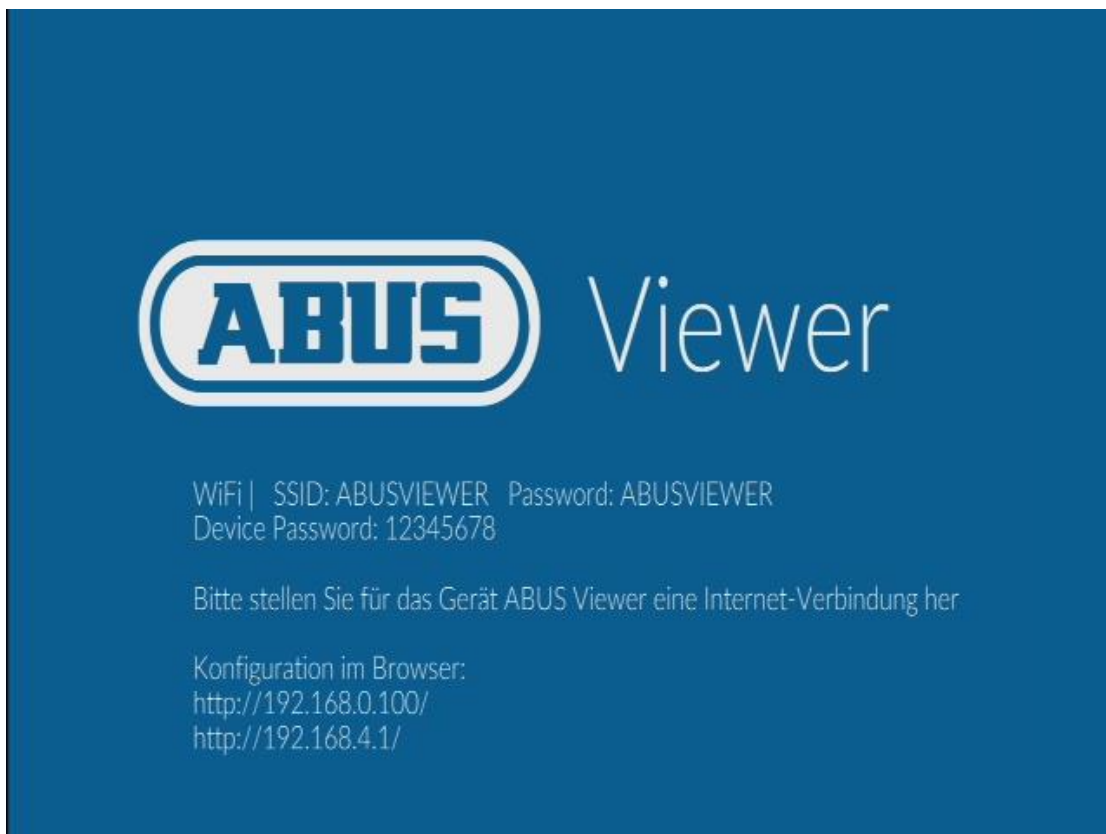 ABUS Viewer
WiFi | SSID: ABUSVIEWER Password: ABUSVIEWER
Device Password: 12345678
Bitte stellen Sie für das Gerät ABUS Viewer eine Internet-Verbindung her
Konfiguration im Browser:
http://192.168.0.100/
http://192.168.4.1/